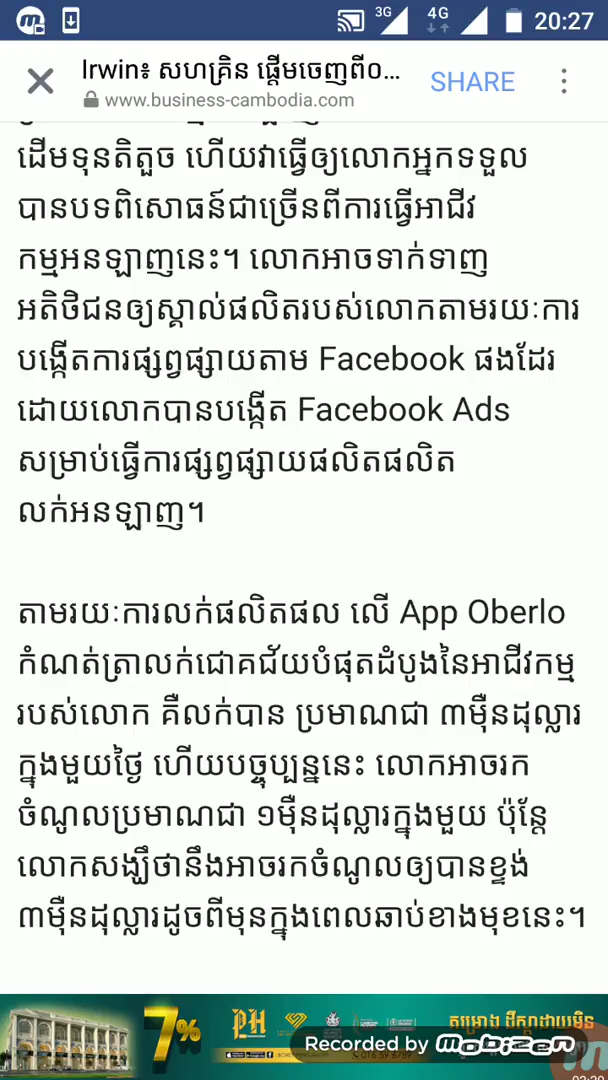 3G 4G 20:27
Irwin៖ សហគ្រិន ផ្ដើមចេញពី០...
SHARE
www.business-cambodia.com
ដើមទុនតិតួច ហើយវាធ្វើឲ្យលោកអ្នកទទួល
បានបទពិសោធន៍ជាច្រើនពីការធ្វើអាជីវ
កម្មអនឡាញនេះ។ លោកអាចទាក់ទាញ
អតិថិជនឲ្យស្គាល់ផលិតរបស់លោកតាមរយៈការ
បង្កើតការផ្សព្វផ្សាយតាម Facebook ផងដែរ
ដោយលោកបានបង្កើត Facebook Ads
សម្រាប់ធ្វើការផ្សព្វផ្សាយផលិតផលិត
លក់អនឡាញ។
តាមរយៈការលក់ផលិតផល លើ App Oberlo
កំណត់ត្រាលក់ជោគជ័យបំផុតដំបូងនៃអាជីវកម្ម
របស់លោក គឺលក់បាន ប្រមាណជា ៣ម៉ឺនដុល្លារ
ក្នុងមួយថ្ងៃ ហើយបច្ចុប្បន្ននេះ លោកអាចរក
ចំណូលប្រមាណជា ១ម៉ឺនដុល្លារក្នុងមួយ ប៉ុន្តែ
លោកសង្ឃឹថានឹងអាចរកចំណូលឲ្យបានខ្ទង់
៣ម៉ឺនដុល្លារដូចពីមុនក្នុងពេលឆាប់ខាងមុខនេះ។
7% PH
Recorded by mobizen